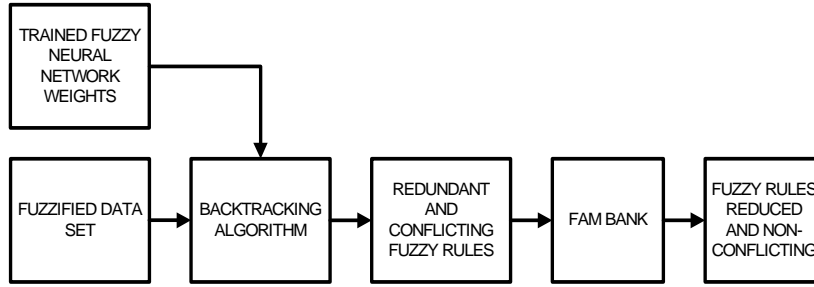 TRAINED FUZZY
NEURAL
NETWORK
WEIGHTS
FUZZIFIED DATA
SET
BACKTRACKING
ALGORITHM
REDUNDANT
AND
CONFLICTING
FUZZY RULES
FAM BANK
FUZZY RULES
REDUCED
AND NON-
CONFLICTING